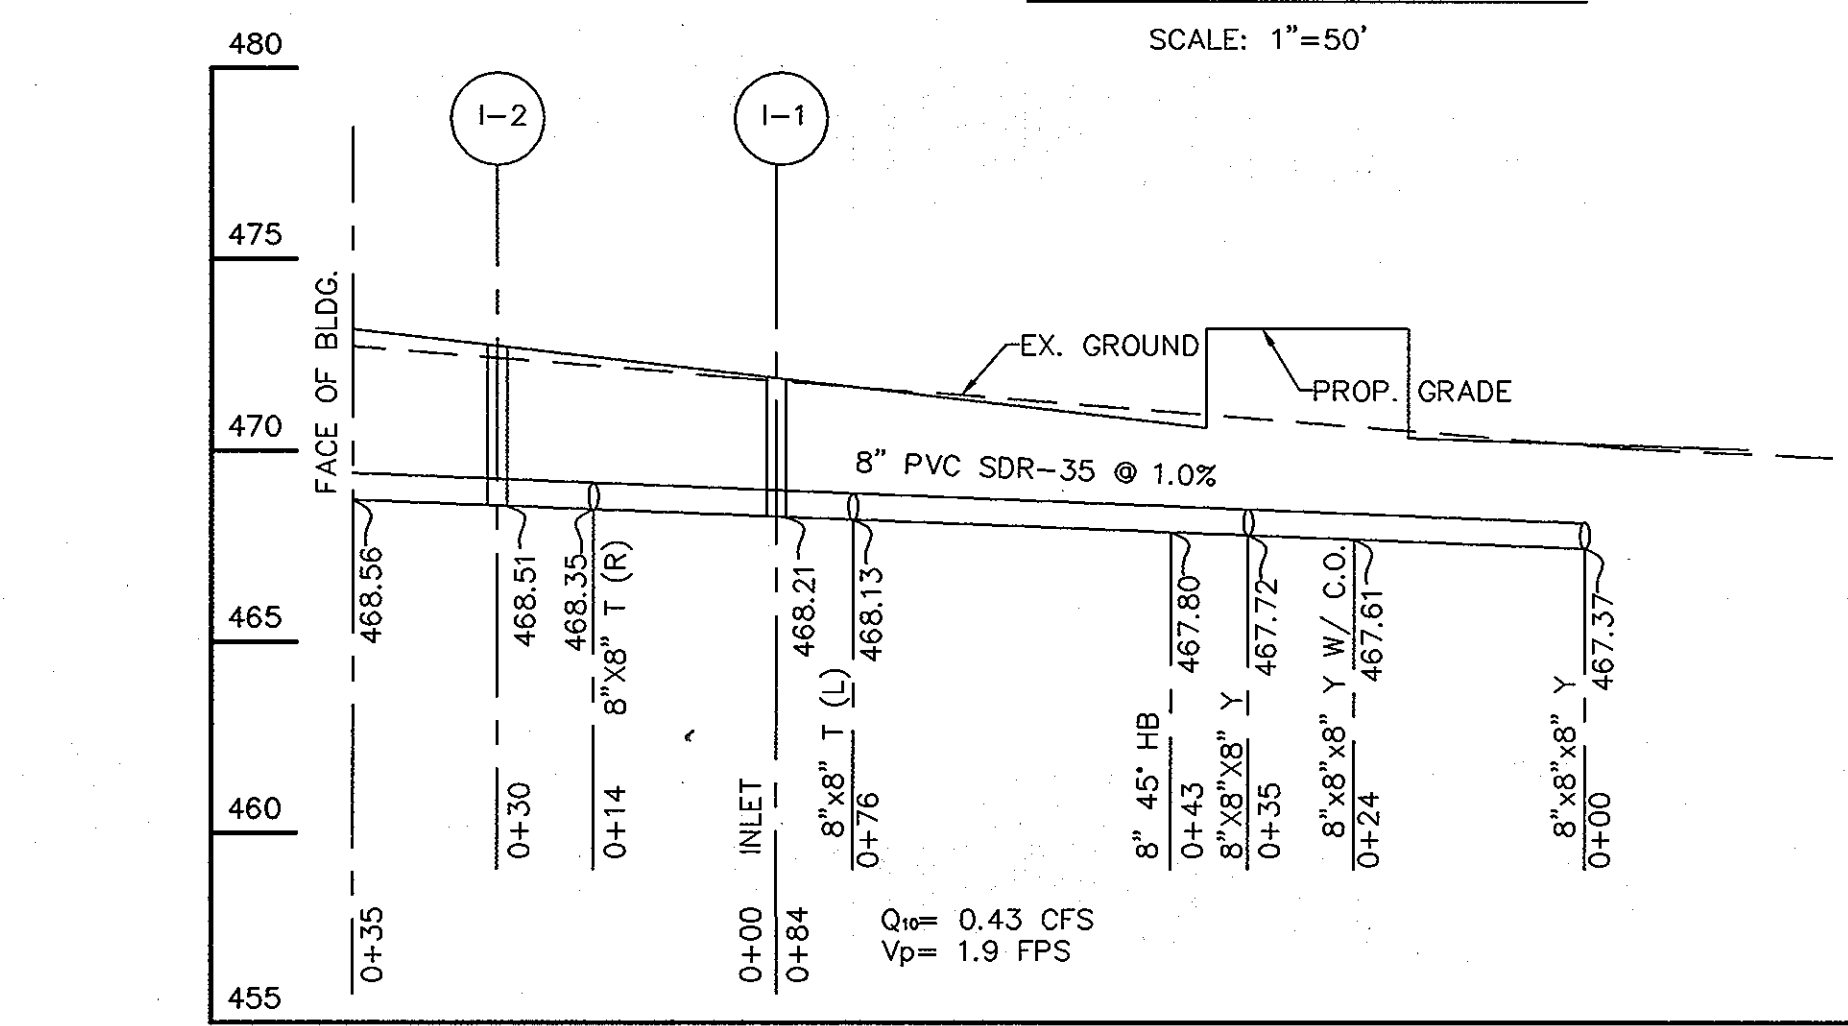 SCALE: 1"=50'
480
I-2
I-1
475
FACE OF BLDG.
EX. GROUND
PROP. GRADE
470
8" PVC SDR-35 @ 1.0%
468.56
468.51
468.35
8"X8" T (R)
468.21
468.13
8"x8" T (L)
467.80
467.72
467.61
467.37
465
8" 45° HB
8"X8"x8" Y
8"x8"x8" Y W/ C.O.
8"x8"x8" Y
460
0+30
0+14
INLET
0+76
0+43
0+35
0+24
0+00
0+35
0+00
0+84
Q10= 0.43 CFS
Vp= 1.9 FPS
455